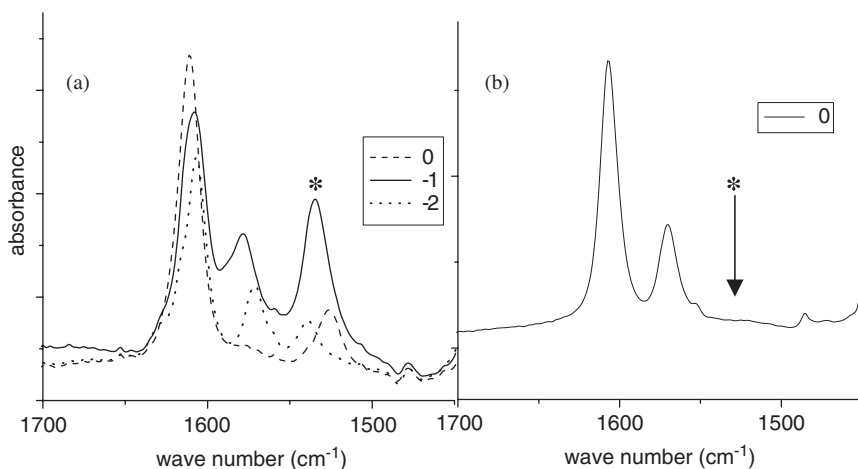 (a)
0
-1
-2
*
absorbance
1700
1600
1500
wave number (cm⁻¹)
(b)
0
*
1700
1600
1500
wave number (cm⁻¹)